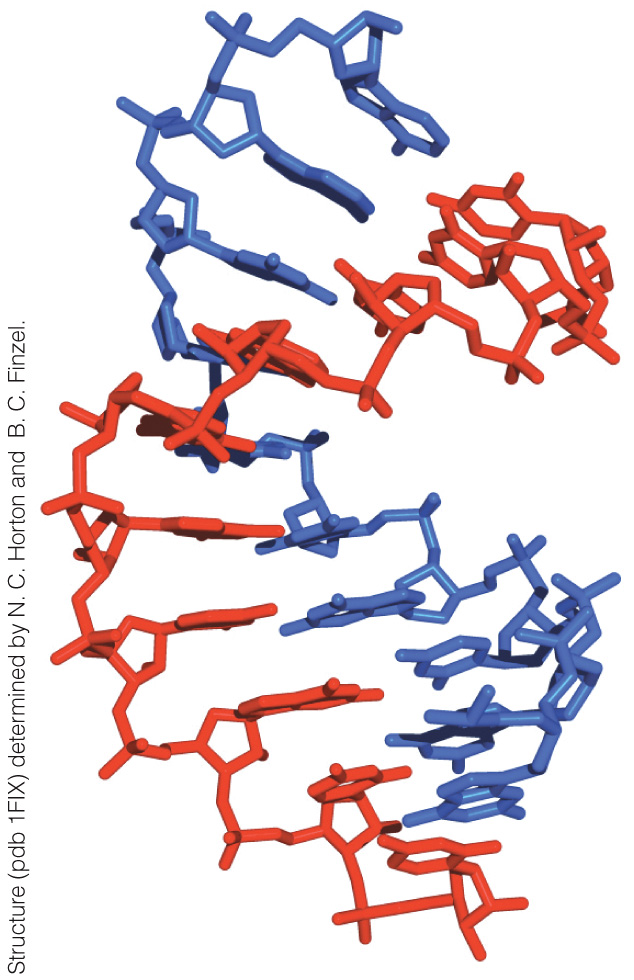 Structure (pdb 1FIX) determined by N. C. Horton and B. C. Finzel.